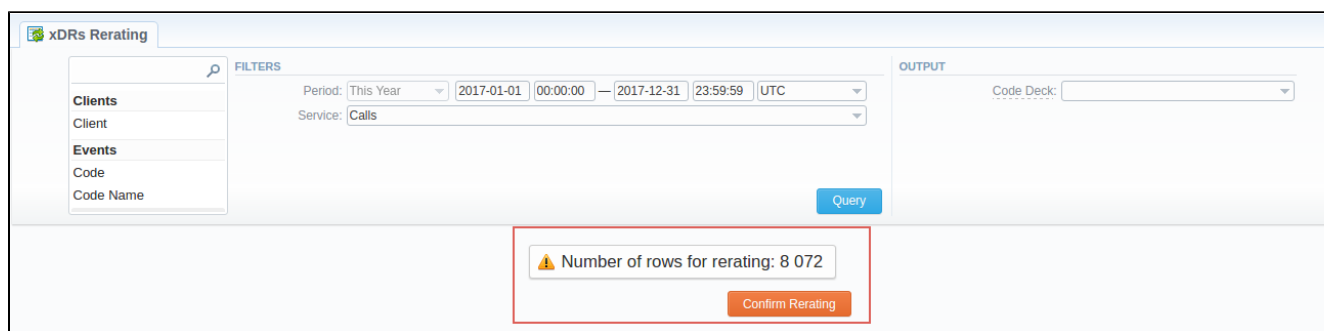 xDRs Rerating
Clients
Client
Events
Code
Code Name
FILTERS
Period: This Year 2017-01-01 00:00:00 — 2017-12-31 23:59:59 UTC
Service: Calls
Query
OUTPUT
Code Deck:
Number of rows for rerating: 8 072
Confirm Rerating